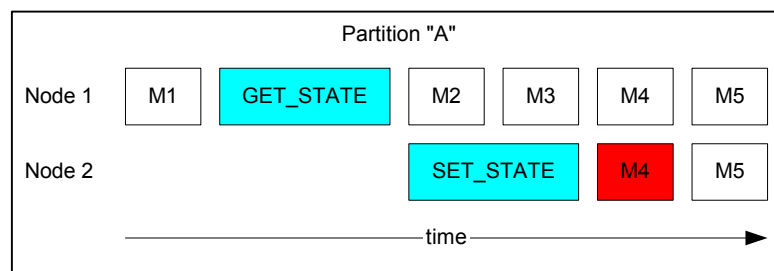 Partition "A"
Node 1 M1 GET_STATE M2 M3 M4 M5
Node 2 SET_STATE M4 M5
time